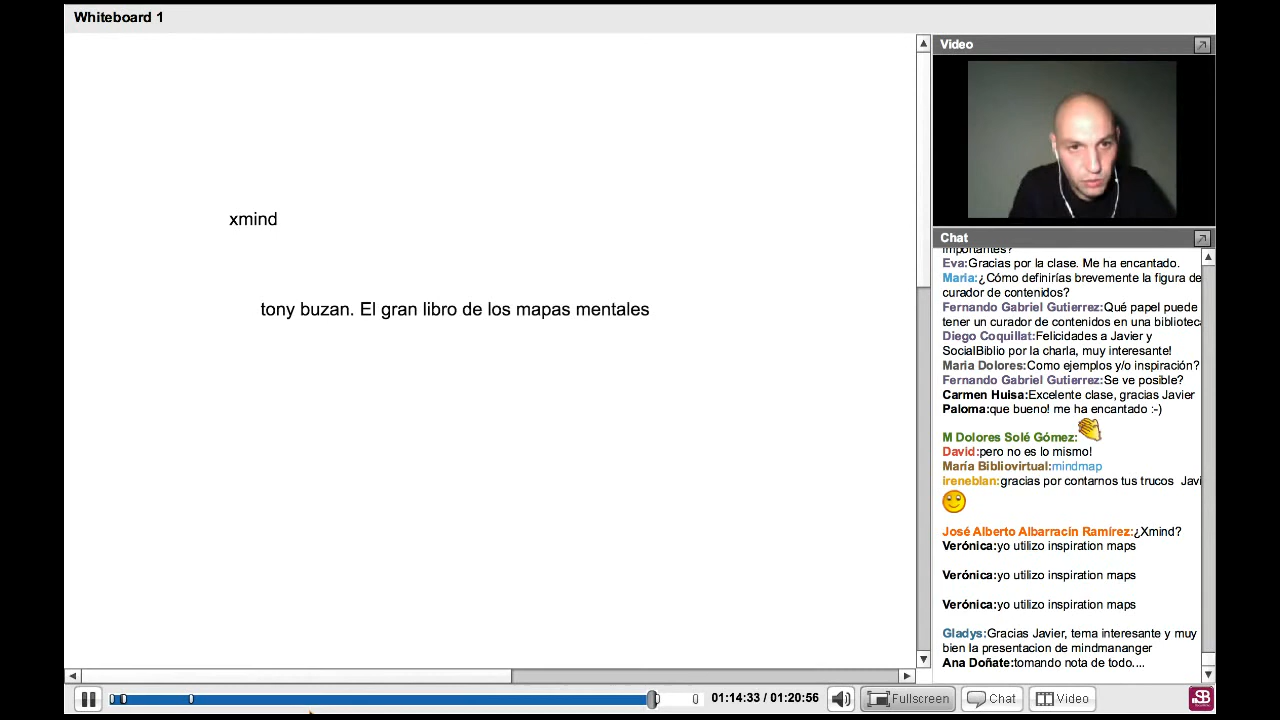 Whiteboard 1
Video
xmind
tony buzan. El gran libro de los mapas mentales
Chat
importantes?
Eva:Gracias por la clase. Me ha encantado.
Maria:¿Cómo definirías brevemente la figura de
curador de contenidos?
Fernando Gabriel Gutierrez:Qué papel puede
tener un curador de contenidos en una biblioteca
Diego Coquillat:Felicidades a Javier y
SocialBiblio por la charla, muy interesante!
Maria Dolores:Como ejemplos y/o inspiración?
Fernando Gabriel Gutierrez:Se ve posible?
Carmen Huisa:Excelente clase, gracias Javier
Paloma:que bueno! me ha encantado :-)
M Dolores Solé Gómez:
David:pero no es lo mismo!
María Bibliovirtual:mindmap
ireneblan:gracias por contarnos tus trucos Javi
José Alberto Albarracín Ramírez:¿Xmind?
Verónica:yo utilizo inspiration maps
Verónica:yo utilizo inspiration maps
Verónica:yo utilizo inspiration maps
Gladys:Gracias Javier, tema interesante y muy
bien la presentacion de mindmananger
Ana Doñate:tomando nota de todo....
01:14:33 / 01:20:56
Fullscreen
Chat
Video
SB